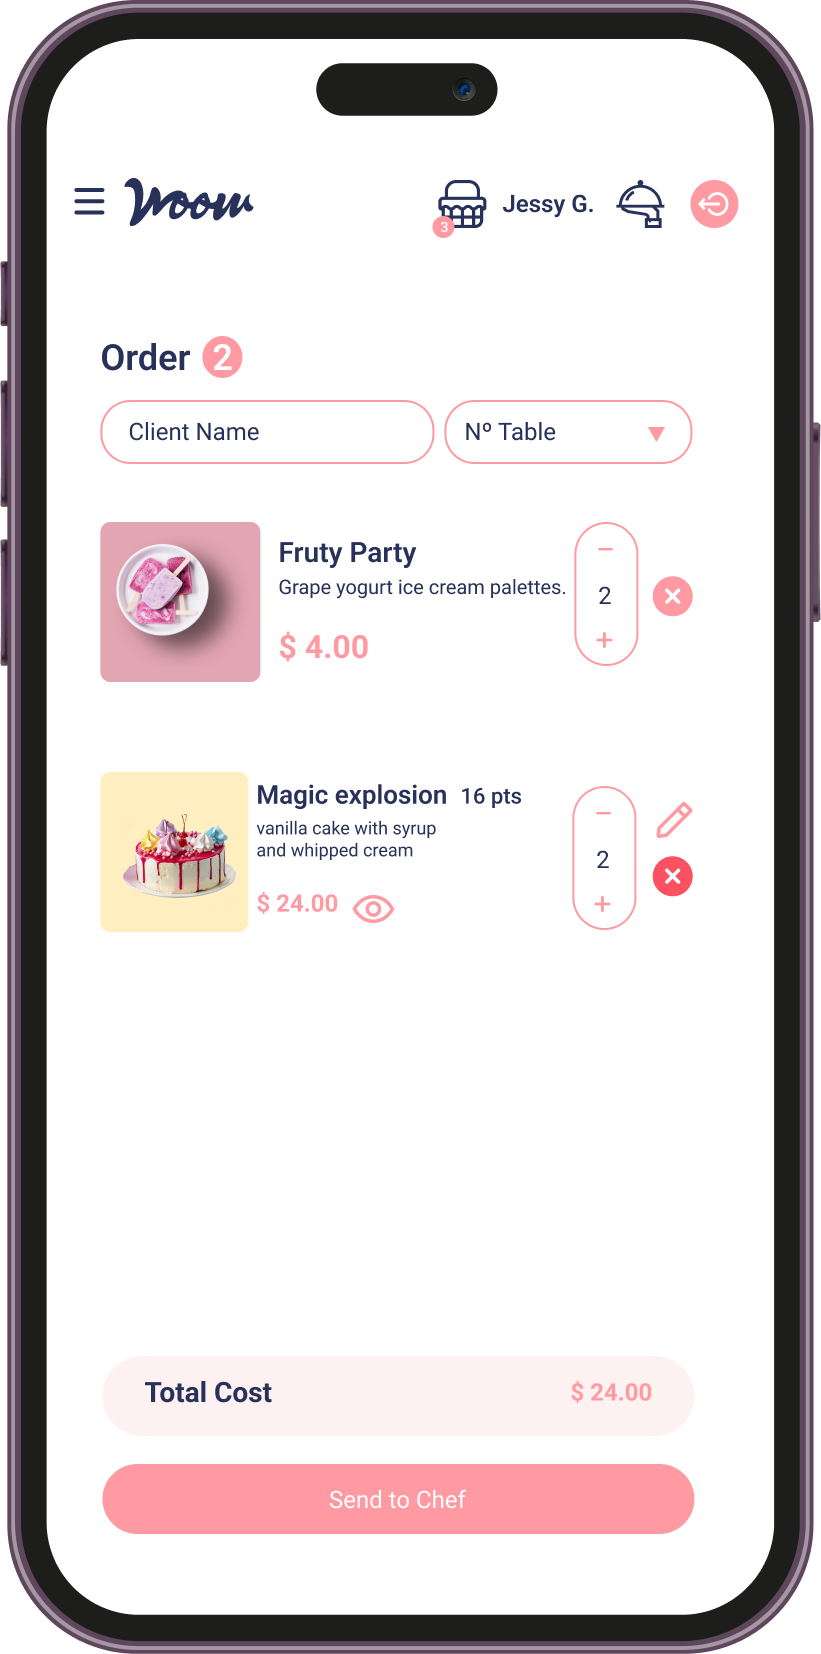 Woow
3
Jessy G.
Order 2
Client Name
Nº Table
Fruty Party
Grape yogurt ice cream palettes.
$ 4.00
2
Magic explosion 16 pts
vanilla cake with syrup
and whipped cream
$ 24.00
2
Total Cost
$ 24.00
Send to Chef